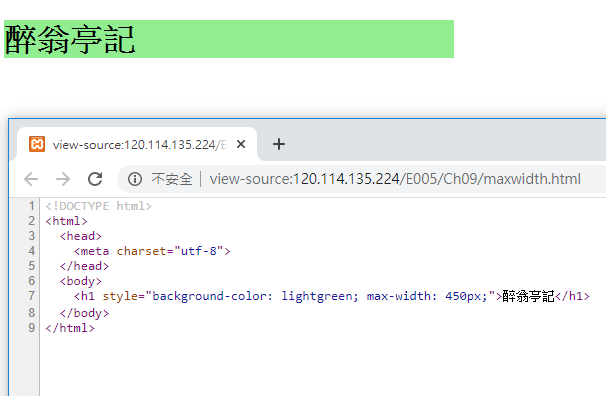 醉翁亭記
view-source:120.114.135.224/E
不安全 | view-source:120.114.135.224/E005/Ch09/maxwidth.html
1 <!DOCTYPE html>
2 <html>
3 <head>
4 <meta charset="utf-8">
5 </head>
6 <body>
7 <h1 style="background-color: lightgreen; max-width: 450px;">醉翁亭記</h1>
8 </body>
9 </html>